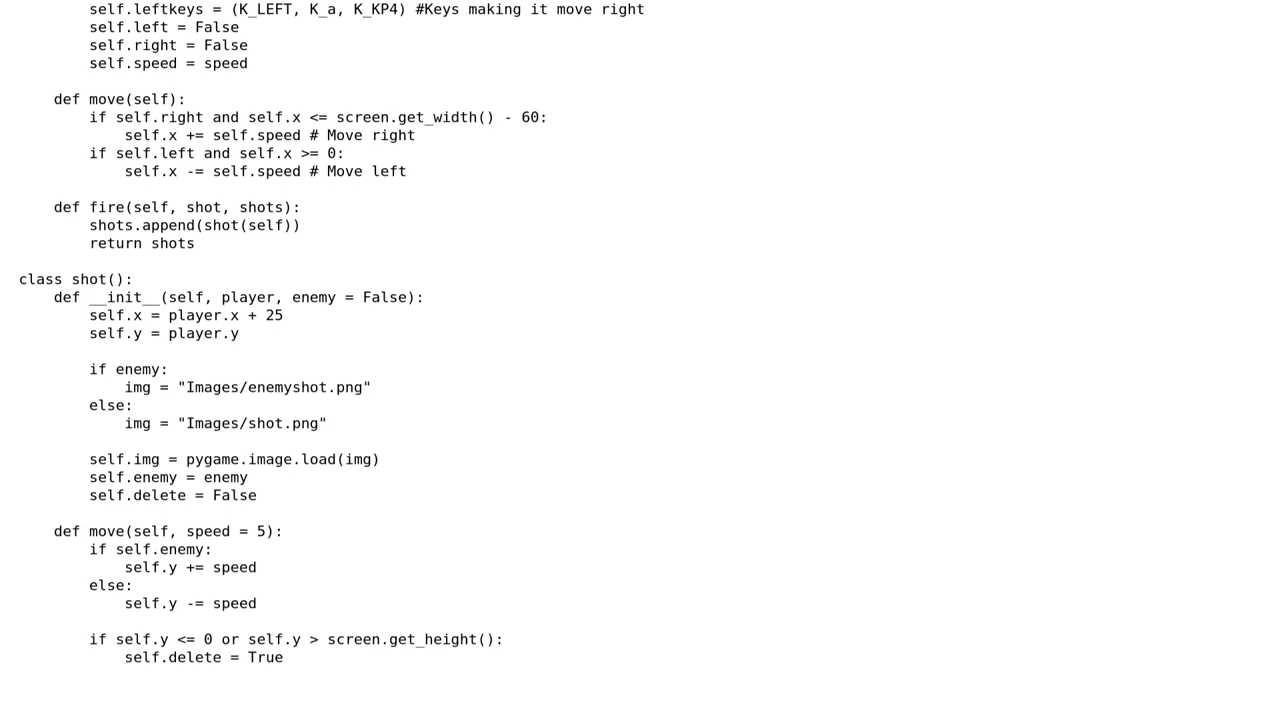 self.leftkeys = (K_LEFT, K_a, K_KP4) #Keys making it move right
        self.left = False
        self.right = False
        self.speed = speed

    def move(self):
        if self.right and self.x <= screen.get_width() - 60:
            self.x += self.speed # Move right
        if self.left and self.x >= 0:
            self.x -= self.speed # Move left

    def fire(self, shot, shots):
        shots.append(shot(self))
        return shots

class shot():
    def __init__(self, player, enemy = False):
        self.x = player.x + 25
        self.y = player.y

        if enemy:
            img = "Images/enemyshot.png"
        else:
            img = "Images/shot.png"

        self.img = pygame.image.load(img)
        self.enemy = enemy
        self.delete = False

    def move(self, speed = 5):
        if self.enemy:
            self.y += speed
        else:
            self.y -= speed

        if self.y <= 0 or self.y > screen.get_height():
            self.delete = True